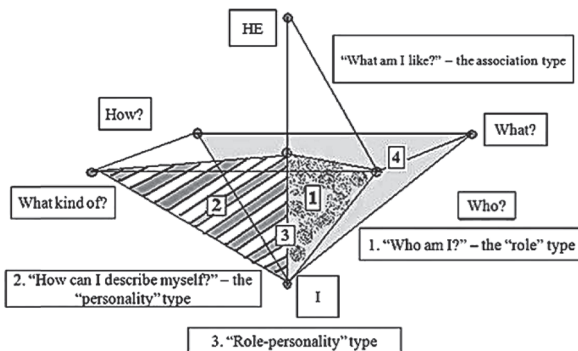 HE
“What am I like?” – the association type
How?
What?
4
What kind of?
2
1
Who?
3
1. “Who am I?” – the “role” type
2. “How can I describe myself?” – the
“personality” type
I
3. “Role-personality” type